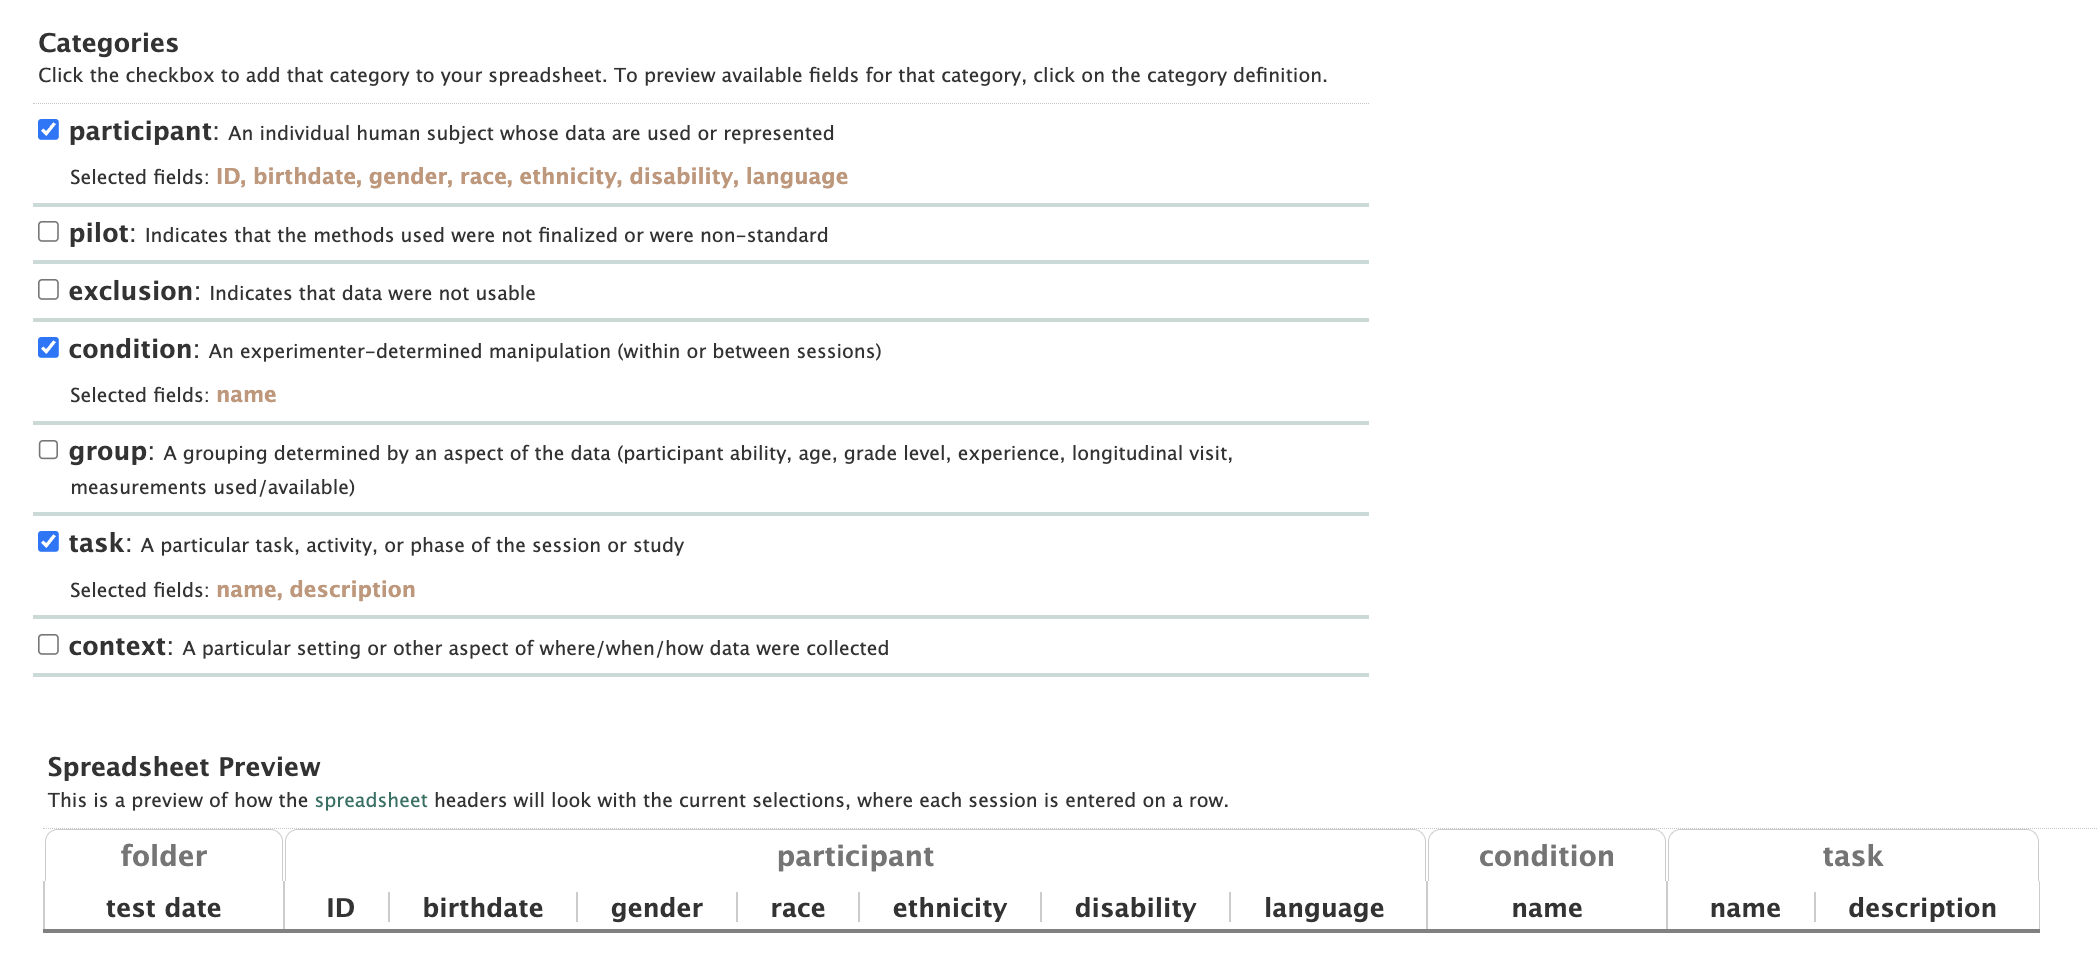 Categories
Click the checkbox to add that category to your spreadsheet. To preview available fields for that category, click on the category definition.
participant: An individual human subject whose data are used or represented
Selected fields: ID, birthdate, gender, race, ethnicity, disability, language
pilot: Indicates that the methods used were not finalized or were non-standard
exclusion: Indicates that data were not usable
condition: An experimenter-determined manipulation (within or between sessions)
Selected fields: name
group: A grouping determined by an aspect of the data (participant ability, age, grade level, experience, longitudinal visit,
measurements used/available)
task: A particular task, activity, or phase of the session or study
Selected fields: name, description
context: A particular setting or other aspect of where/when/how data were collected
Spreadsheet Preview
This is a preview of how the spreadsheet headers will look with the current selections, where each session is entered on a row.
folder participant condition task
test date ID birthdate gender race ethnicity disability language name name description